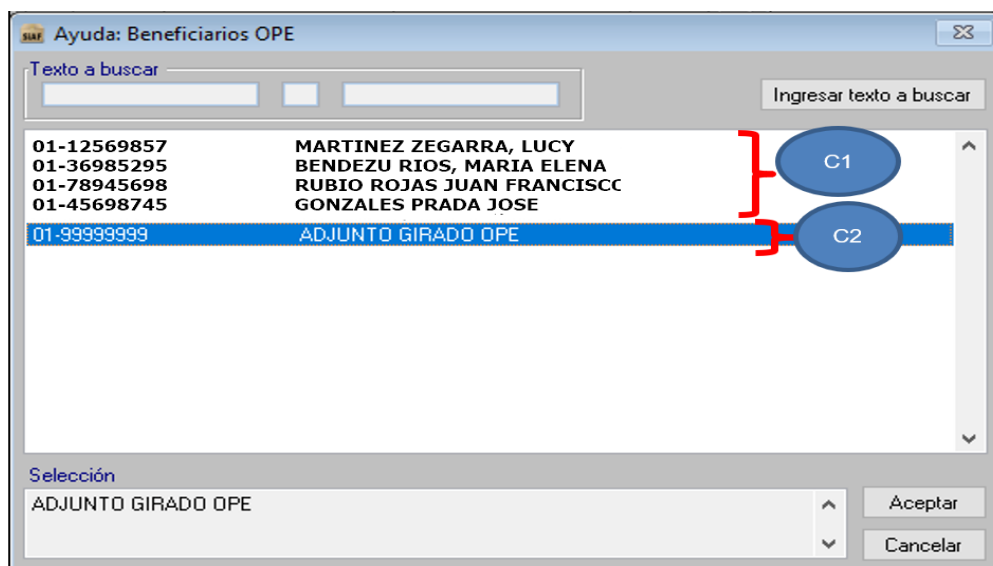 SIAF Ayuda: Beneficiarios OPE
Texto a buscar
Ingresar texto a buscar
01-12569857 MARTINEZ ZEGARRA, LUCY
01-36985295 BENDEZU RIOS, MARIA ELENA
01-78945698 RUBIO ROJAS JUAN FRANCISCO
01-45698745 GONZALES PRADA JOSE
C1
01-99999999 ADJUNTO GIRADO OPE
C2
Selección
ADJUNTO GIRADO OPE
Aceptar
Cancelar